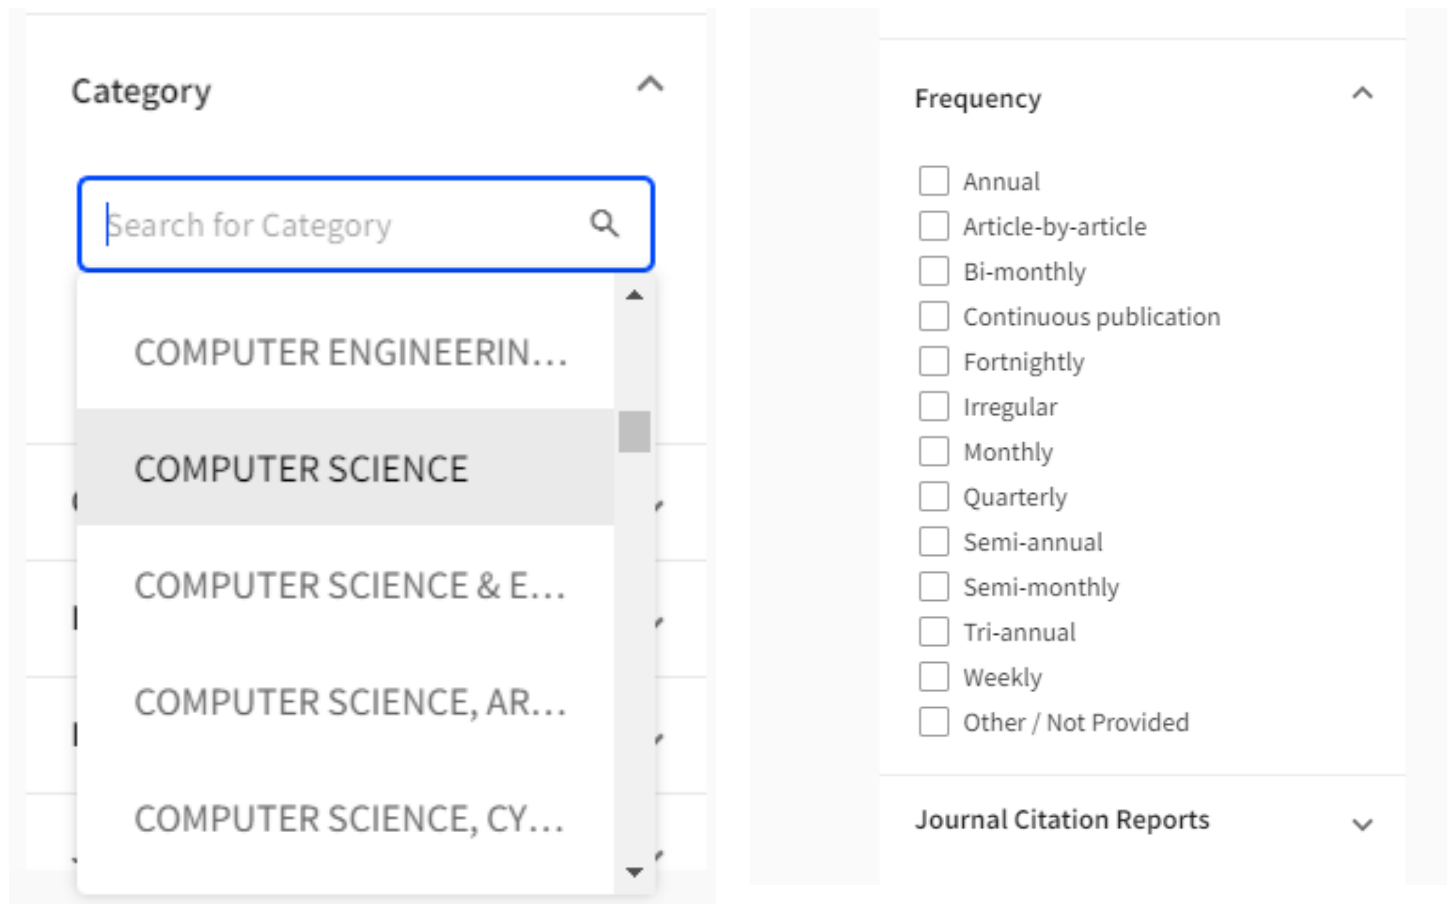 Category
Search for Category
COMPUTER ENGINEERIN...
COMPUTER SCIENCE
COMPUTER SCIENCE & E...
COMPUTER SCIENCE, AR...
COMPUTER SCIENCE, CY...
Frequency
Annual
Article-by-article
Bi-monthly
Continuous publication
Fortnightly
Irregular
Monthly
Quarterly
Semi-annual
Semi-monthly
Tri-annual
Weekly
Other / Not Provided
Journal Citation Reports